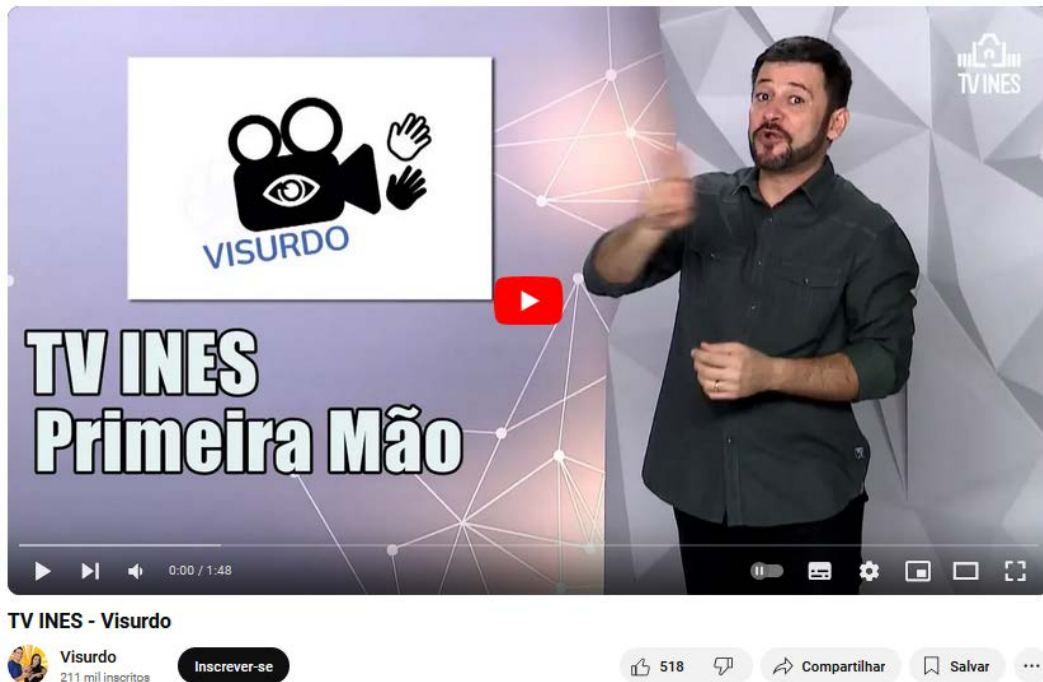 VISURDO
TV INES
TV INES
Primeira Mão
0:00 / 1:48
TV INES - Visurdo
Visurdo
211 mil inscritos
Inscrever-se
518
Compartilhar
Salvar